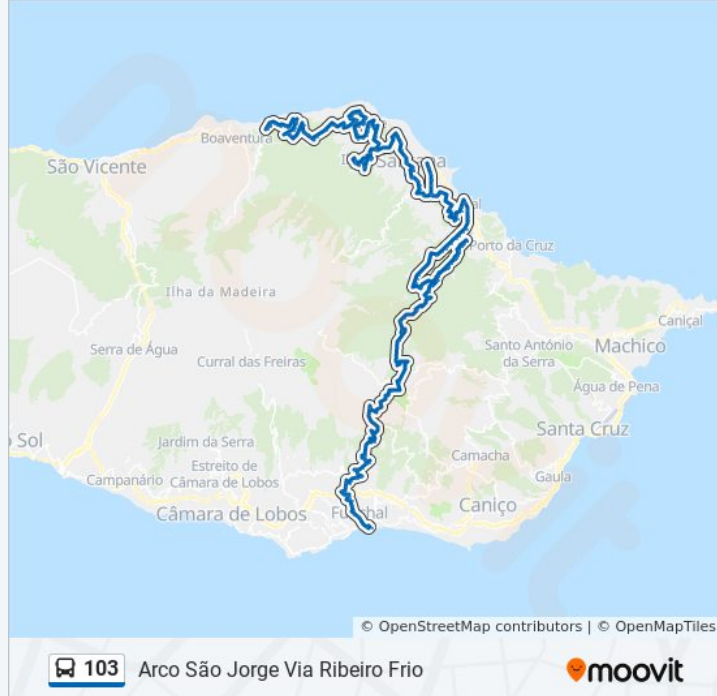 Boaventura
São Vicente
Porto da Cruz
Ilha da Madeira
Caniçal
Serra de Água
Santo António
da Serra
Machico
Curral das Freiras
Água de Pena
Jardim da Serra
Santa Cruz
Estreito de
Câmara de Lobos
Camacha
Campanário
Gaula
Câmara de Lobos
Caniço
© OpenStreetMap contributors | © OpenMapTiles
103 Arco São Jorge Via Ribeiro Frio
moovit